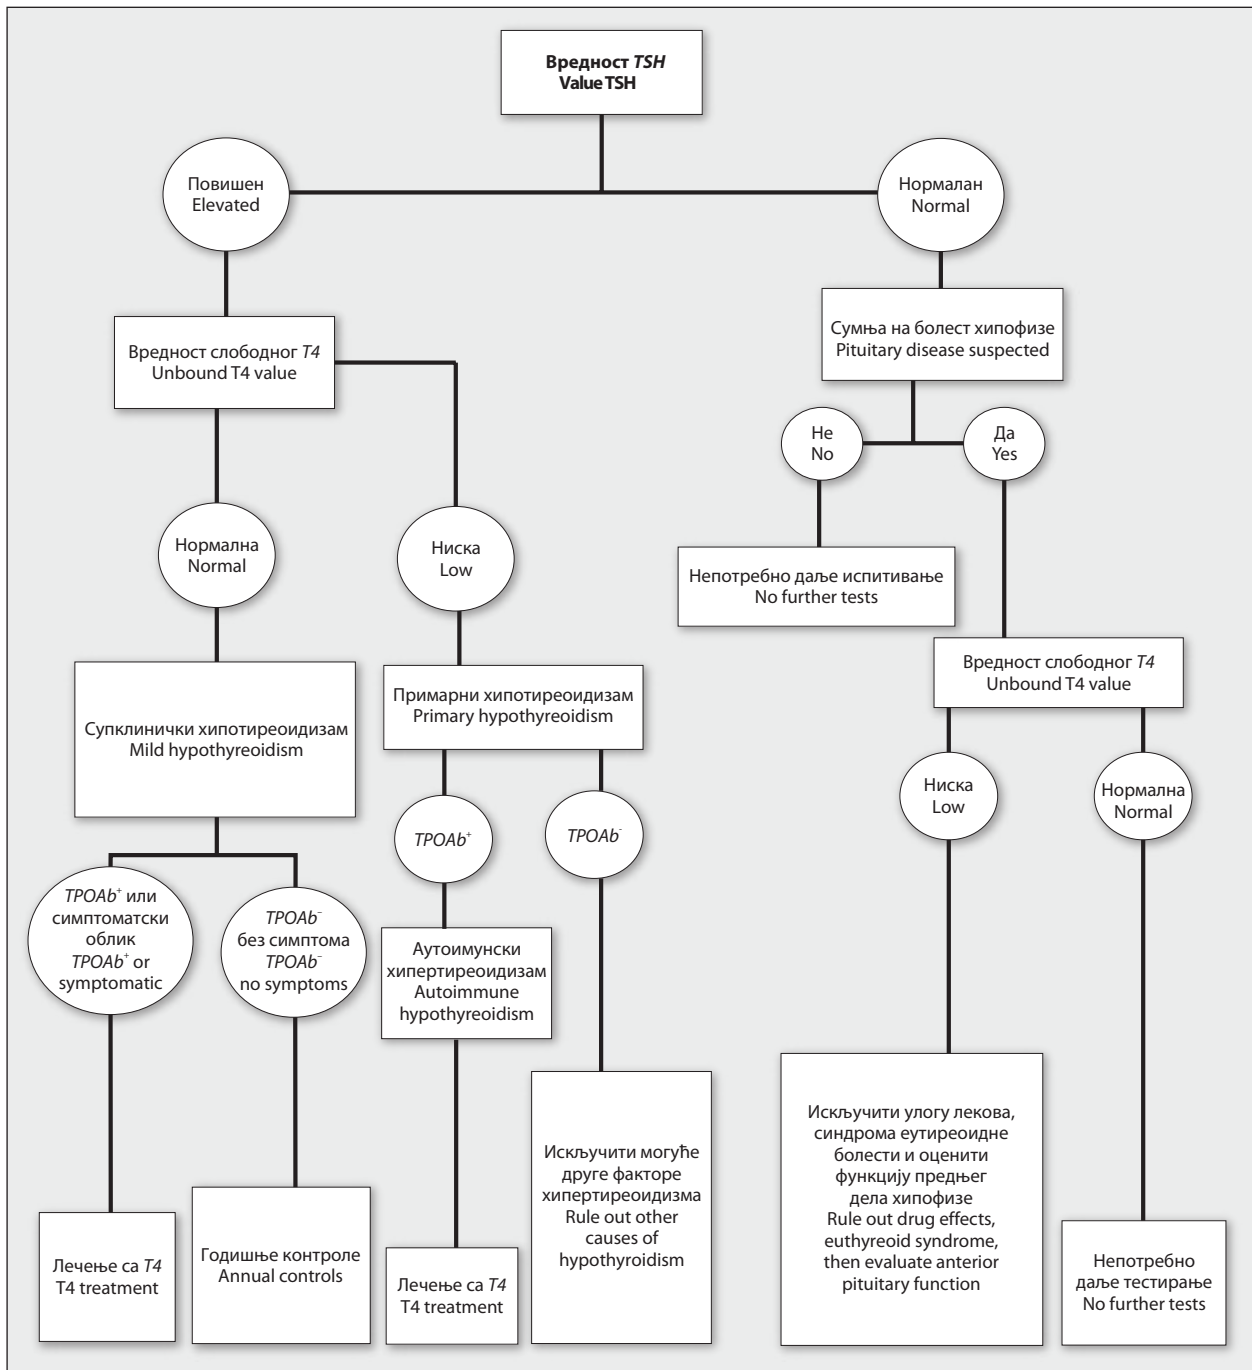 Вредност TSH
Value TSH
Повишен
Elevated
Нормалан
Normal
Вредност слободног T4
Unbound T4 value
Сумња на болест хипофизе
Pituitary disease suspected
Не
No
Да
Yes
Нормална
Normal
Ниска
Low
Непотребно даље испитивање
No further tests
Вредност слободног T4
Unbound T4 value
Супклинички хипотиреоидизам
Mild hypothyreoidism
Примарни хипотиреоидизам
Primary hypothyreoidism
Ниска
Low
Нормална
Normal
TPOAb⁺
TPOAb⁻
TPOAb⁺ или
симптоматски
облик
TPOAb⁺ or
symptomatic
TPOAb⁻
без симптома
TPOAb⁻
no symptoms
Аутоимунски
хипертиреоидизам
Autoimmune
hypothyreoidism
Искључити могуће
друге факторе
хипертиреоидизма
Rule out other
causes of
hypothyroidism
Искључити улогу лекова,
синдрома еутиреоидне
болести и оценити
функцију предњег
дела хипофизе
Rule out drug effects,
euthyreoid syndrome,
then evaluate anterior
pituitary function
Лечење са T4
T4 treatment
Годишње контроле
Annual controls
Лечење са T4
T4 treatment
Непотребно
даље тестирање
No further tests